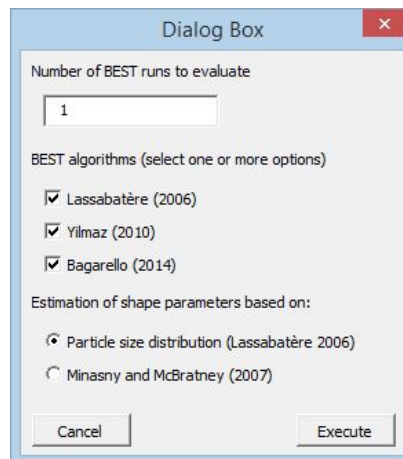 Dialog Box
Number of BEST runs to evaluate
1
BEST algorithms (select one or more options)
Lassabatère (2006)
Yilmaz (2010)
Bagarello (2014)
Estimation of shape parameters based on:
Particle size distribution (Lassabatère 2006)
Minasny and McBratney (2007)
Cancel Execute